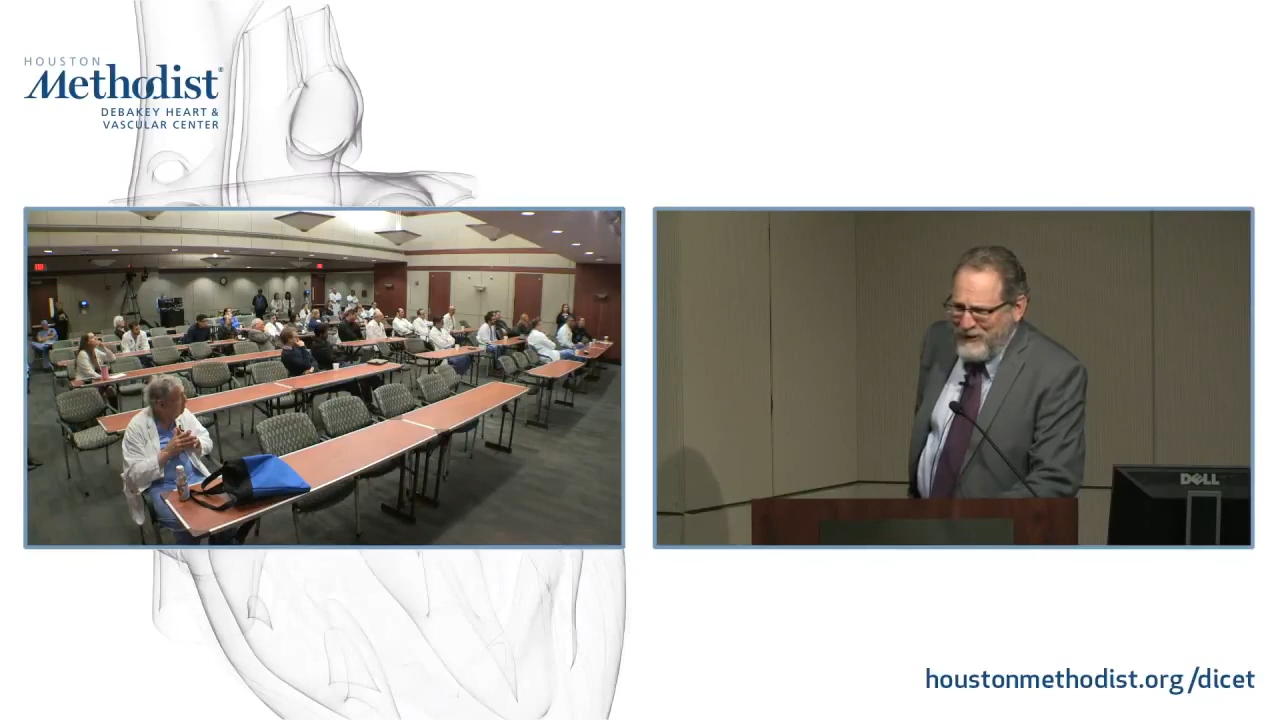 HOUSTON
Methodist®
DEBAKEY HEART &
VASCULAR CENTER
DELL
houstonmethodist.org/dicet